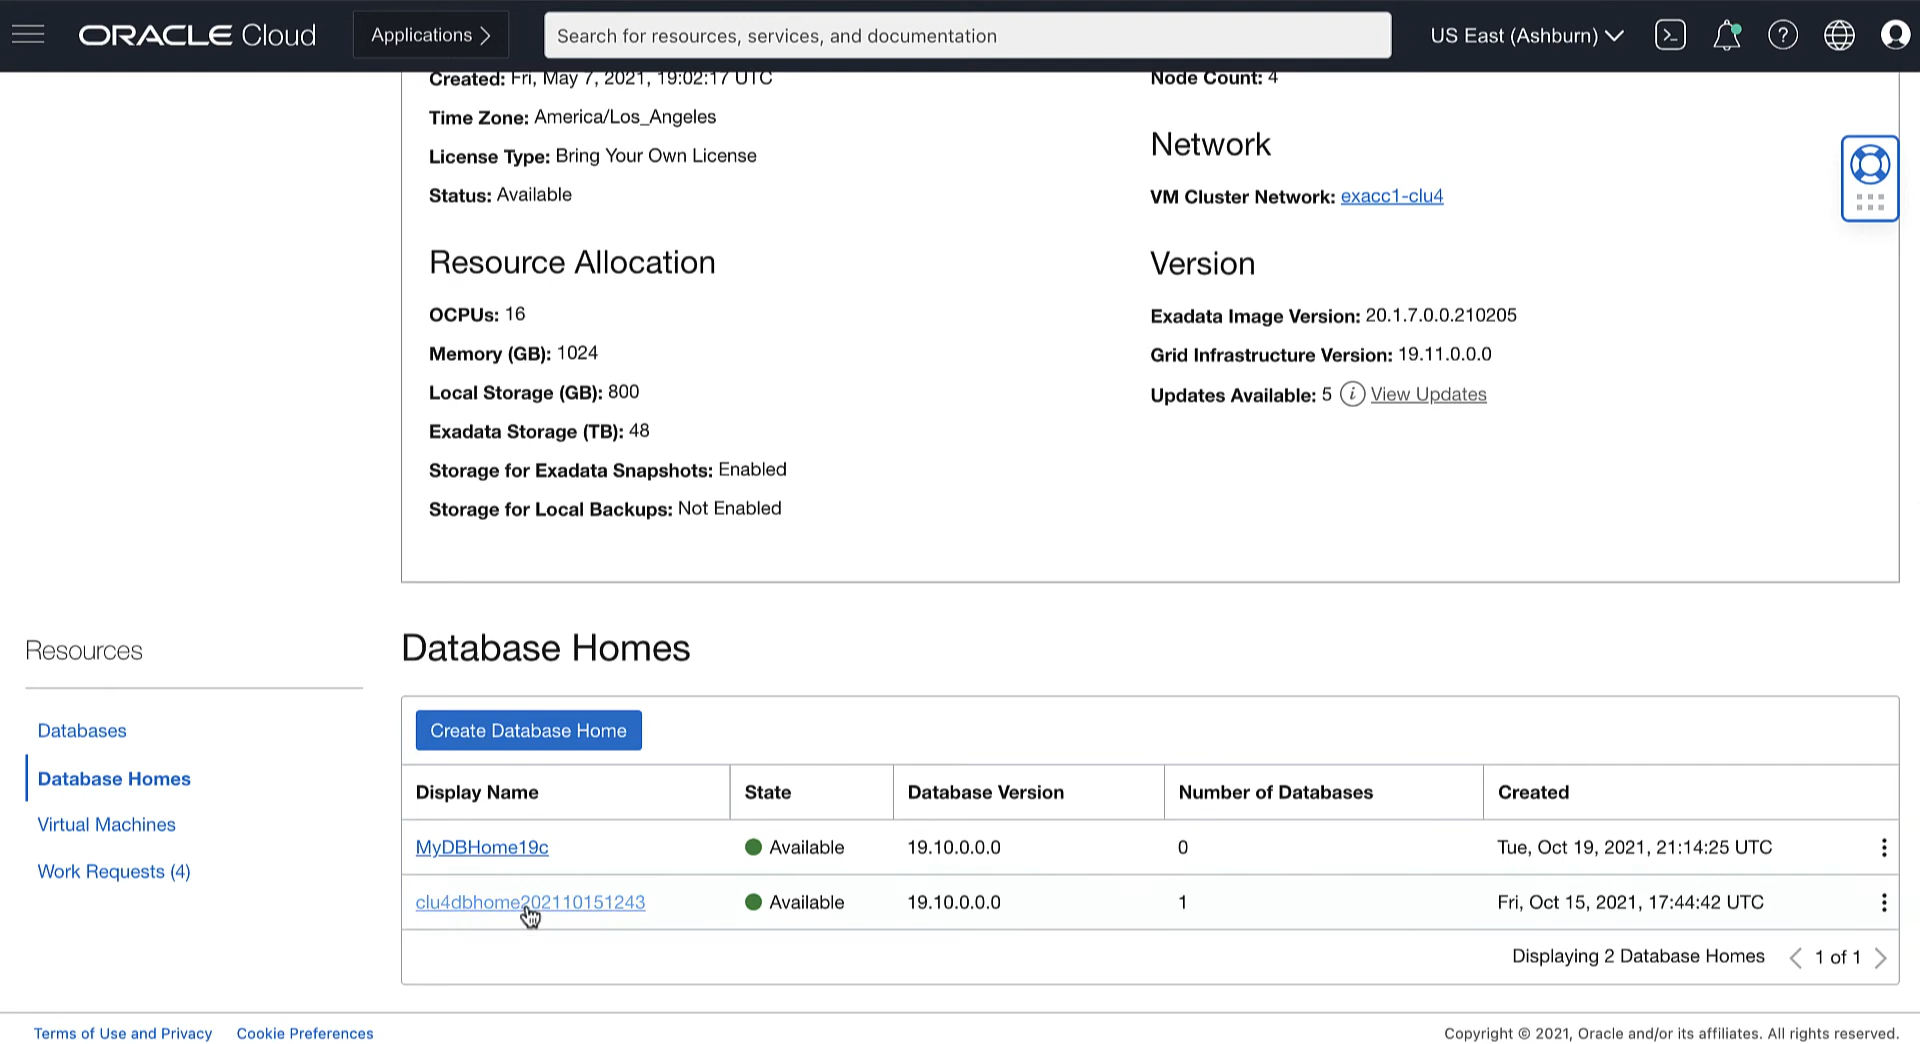 ORACLE Cloud
Applications
Search for resources, services, and documentation
US East (Ashburn)
Created: Fri, May 7, 2021, 19:02:17 UTC
Time Zone: America/Los_Angeles
License Type: Bring Your Own License
Status: Available
Resource Allocation
OCPUs: 16
Memory (GB): 1024
Local Storage (GB): 800
Exadata Storage (TB): 48
Storage for Exadata Snapshots: Enabled
Storage for Local Backups: Not Enabled
Node Count: 4
Network
VM Cluster Network: exacc1-clu4
Version
Exadata Image Version: 20.1.7.0.0.210205
Grid Infrastructure Version: 19.11.0.0.0
Updates Available: 5 i View Updates
Resources
Databases
Database Homes
Virtual Machines
Work Requests (4)
Database Homes
Create Database Home
Display Name State Database Version Number of Databases Created
MyDBHome19c Available 19.10.0.0.0 0 Tue, Oct 19, 2021, 21:14:25 UTC
clu4dbhome202110151243 Available 19.10.0.0.0 1 Fri, Oct 15, 2021, 17:44:42 UTC
Displaying 2 Database Homes < 1 of 1 >
Terms of Use and Privacy Cookie Preferences
Copyright © 2021, Oracle and/or its affiliates. All rights reserved.